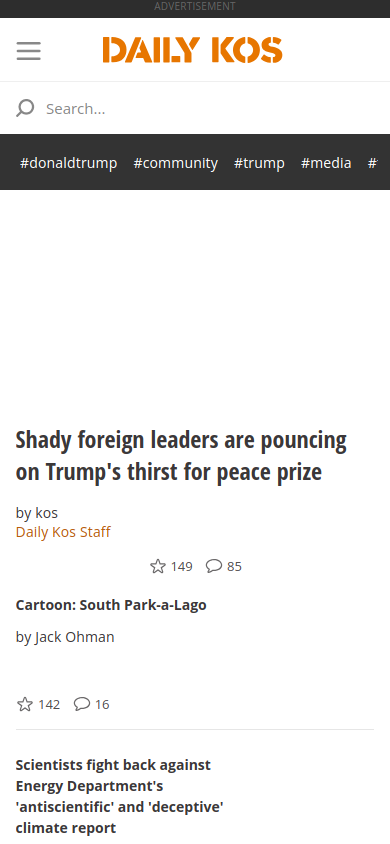 ADVERTISEMENT
DAILY KOS
Search...
#donaldtrump #community #trump #media #
Shady foreign leaders are pouncing
on Trump's thirst for peace prize
by kos
Daily Kos Staff
149 85
Cartoon: South Park-a-Lago
by Jack Ohman
142 16
Scientists fight back against
Energy Department's
'antiscientific' and 'deceptive'
climate report